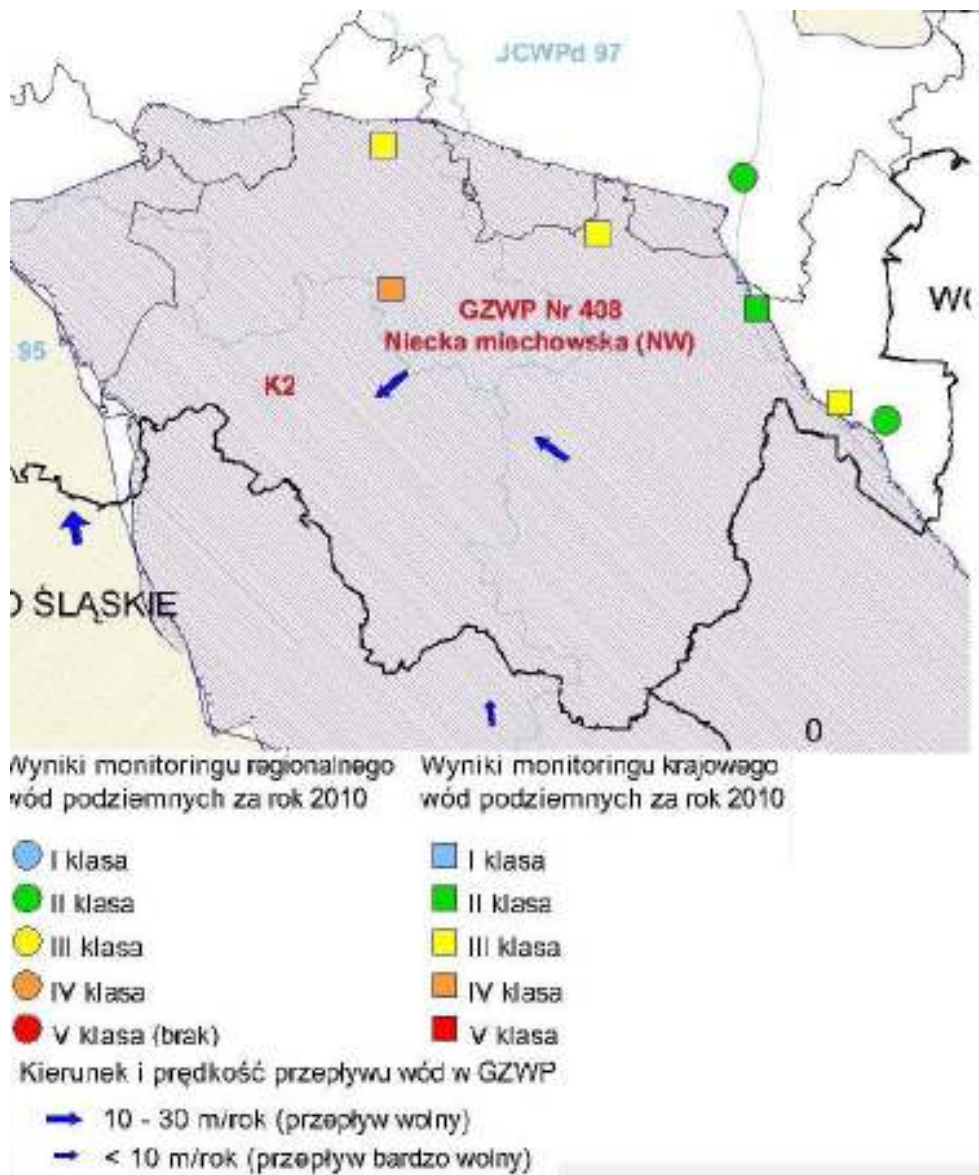 JCWPd 97
WO
GZWP Nr 408
Niecka miechowska (NW)
95
K2
O ŚLĄSKIE
0
Wyniki monitoringu regionalnego
wód podziemnych za rok 2010
I klasa
II klasa
III klasa
IV klasa
V klasa (brak)
Wyniki monitoringu krajowego
wód podziemnych za rok 2010
I klasa
II klasa
III klasa
IV klasa
V klasa
Kierunek i prędkość przepływu wód w GZWP
10 - 30 m/rok (przepływ wolny)
< 10 m/rok (przepływ bardzo wolny)